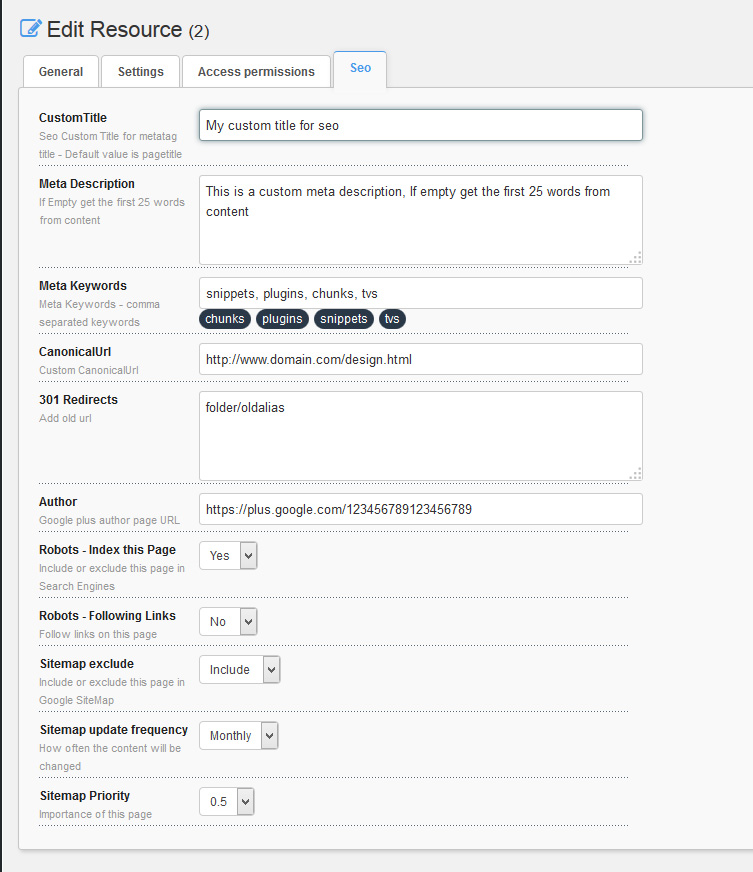 Edit Resource (2)
General Settings Access permissions Seo
CustomTitle
Seo Custom Title for metatag
title - Default value is pagetitle
My custom title for seo
Meta Description
If Empty get the first 25 words
from content
This is a custom meta description, If empty get the first 25 words from
content
Meta Keywords
Meta Keywords - comma
separated keywords
snippets, plugins, chunks, tvs
chunks plugins snippets tvs
CanonicalUrl
Custom CanonicalUrl
http://www.domain.com/design.html
301 Redirects
Add old url
folder/oldalias
Author
Google plus author page URL
https://plus.google.com/123456789123456789
Robots - Index this Page
Include or exclude this page in
Search Engines
Yes
Robots - Following Links
Follow links on this page
No
Sitemap exclude
Include or exclude this page in
Google SiteMap
Include
Sitemap update frequency
How often the content will be
changed
Monthly
Sitemap Priority
Importance of this page
0.5